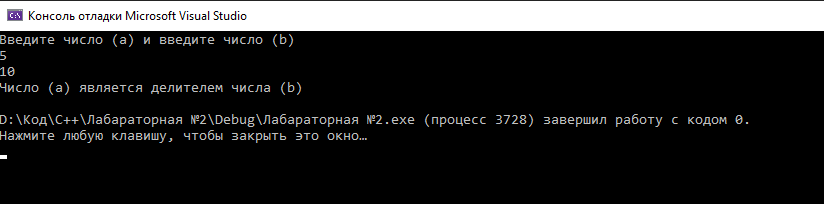 Консоль отладки Microsoft Visual Studio
Введите число (a) и введите число (b)
5
10
Число (a) является делителем числа (b)
D:\Код\C++\Лабараторная №2\Debug\Лабараторная №2.exe (процесс 3728) завершил работу с кодом 0.
Нажмите любую клавишу, чтобы закрыть это окно…